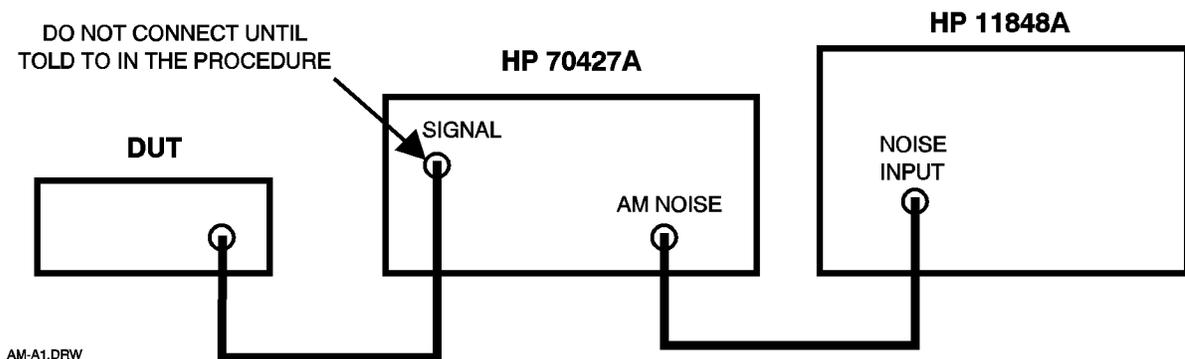 DO NOT CONNECT UNTIL
TOLD TO IN THE PROCEDURE
HP 11848A
HP 70427A
DUT
SIGNAL
AM NOISE
NOISE
INPUT
AM-A1.DRW